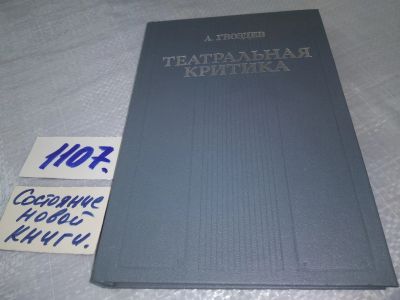 А. ГВОЗДЕВ
ТЕАТРАЛЬНАЯ
КРИТИКА
1107.
Состояние
новой
книги.